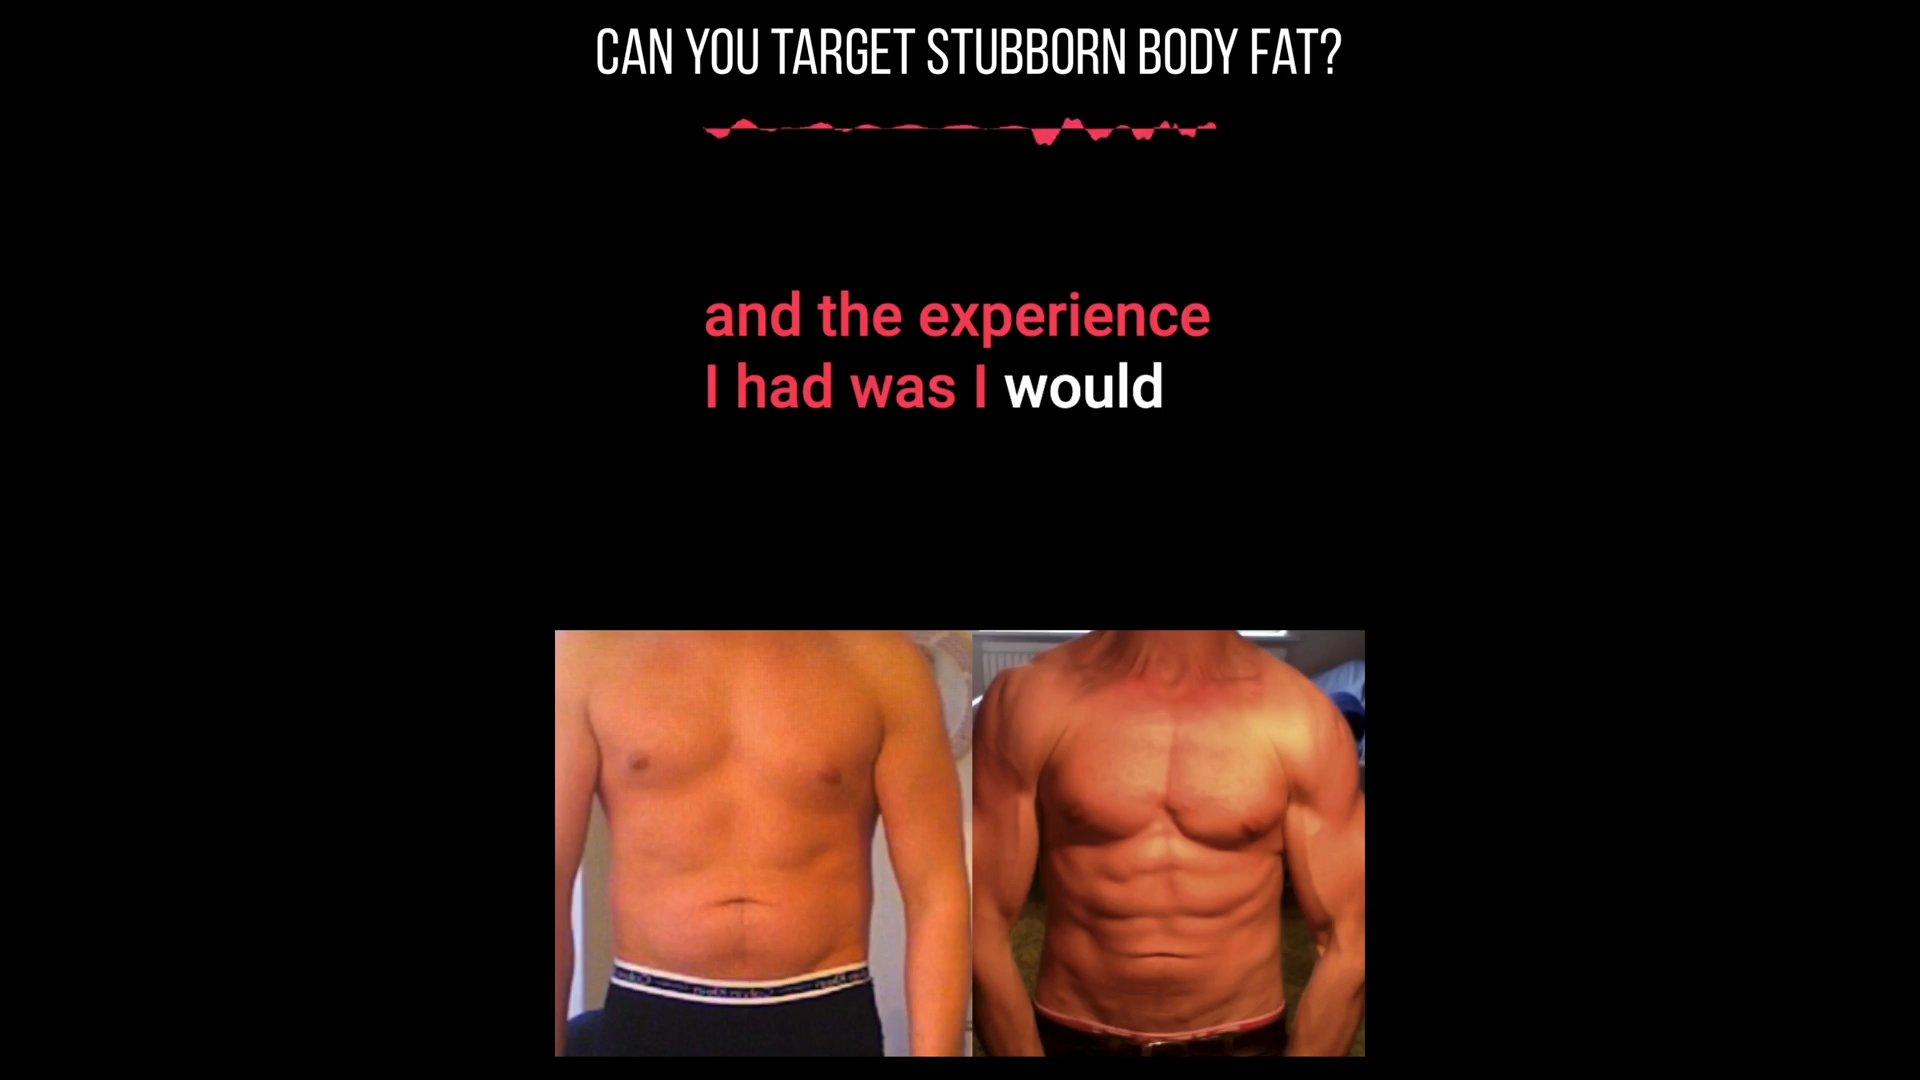 CAN YOU TARGET STUBBORN BODY FAT?
and the experience
I had was I would